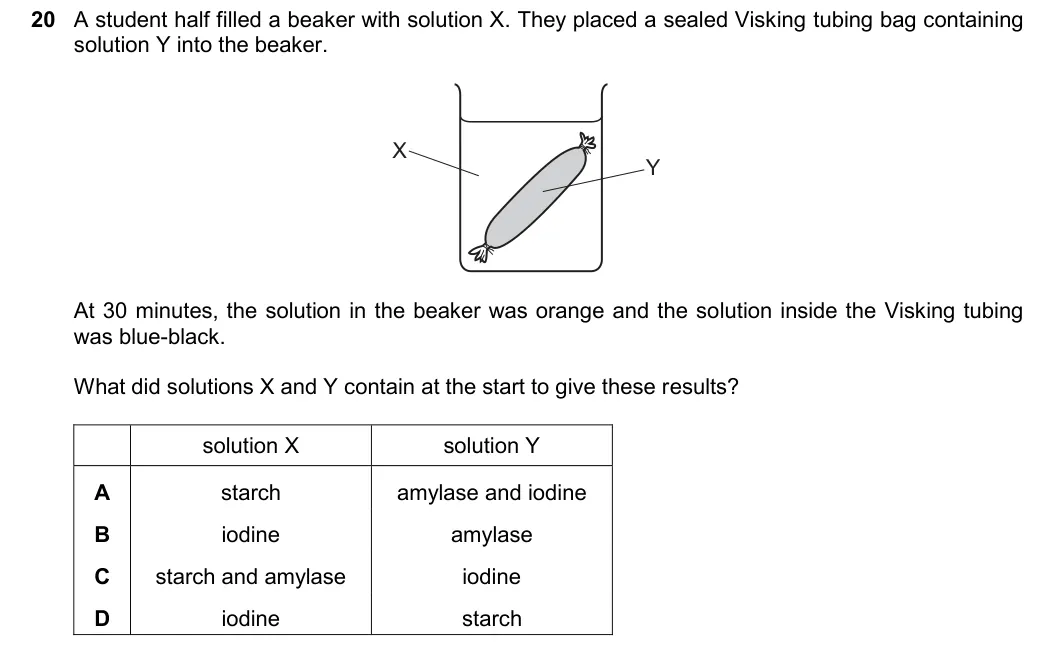 20 A student half filled a beaker with solution X. They placed a sealed Visking tubing bag containing
solution Y into the beaker.
X
Y
At 30 minutes, the solution in the beaker was orange and the solution inside the Visking tubing
was blue-black.
What did solutions X and Y contain at the start to give these results?
solution X solution Y
A starch amylase and iodine
B iodine amylase
C starch and amylase iodine
D iodine starch